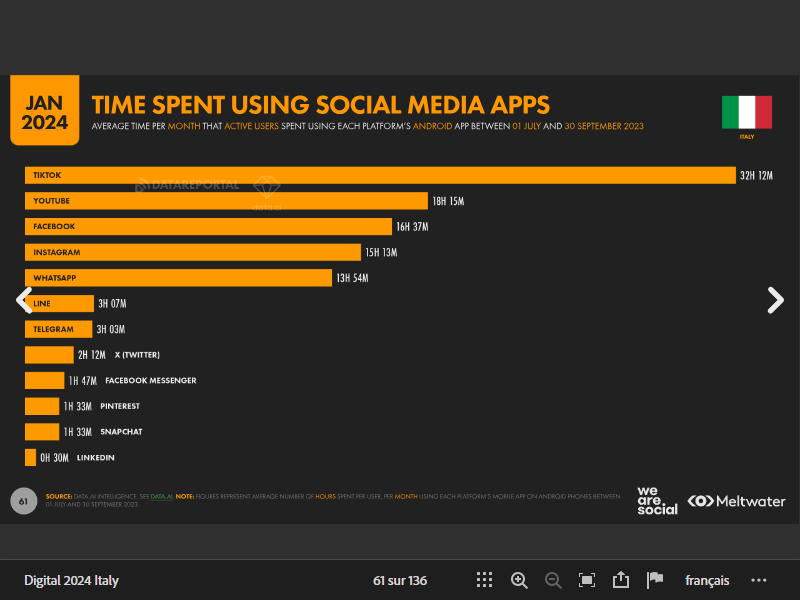 JAN
2024
TIME SPENT USING SOCIAL MEDIA APPS
AVERAGE TIME PER MONTH THAT ACTIVE USERS SPENT USING EACH PLATFORM'S ANDROID APP BETWEEN 01 JULY AND 30 SEPTEMBER 2023
ITALY
TIKTOK 32H 12M
DATAREPORTAL
YOUTUBE 18H 15M
FACEBOOK 16H 37M
INSTAGRAM 15H 13M
WHATSAPP 13H 54M
LINE 3H 07M
TELEGRAM 3H 03M
2H 12M X (TWITTER)
1H 47M FACEBOOK MESSENGER
1H 33M PINTEREST
1H 33M SNAPCHAT
0H 30M LINKEDIN
61
SOURCE: DATA.AI INTELLIGENCE. SEE DATA.AI. NOTE: FIGURES REPRESENT AVERAGE NUMBER OF HOURS SPENT PER USER, PER MONTH USING EACH PLATFORM'S MOBILE APP ON ANDROID PHONES BETWEEN
01 JULY AND 30 SEPTEMBER 2023.
we
are
social
Meltwater
Digital 2024 Italy
61 sur 136
français